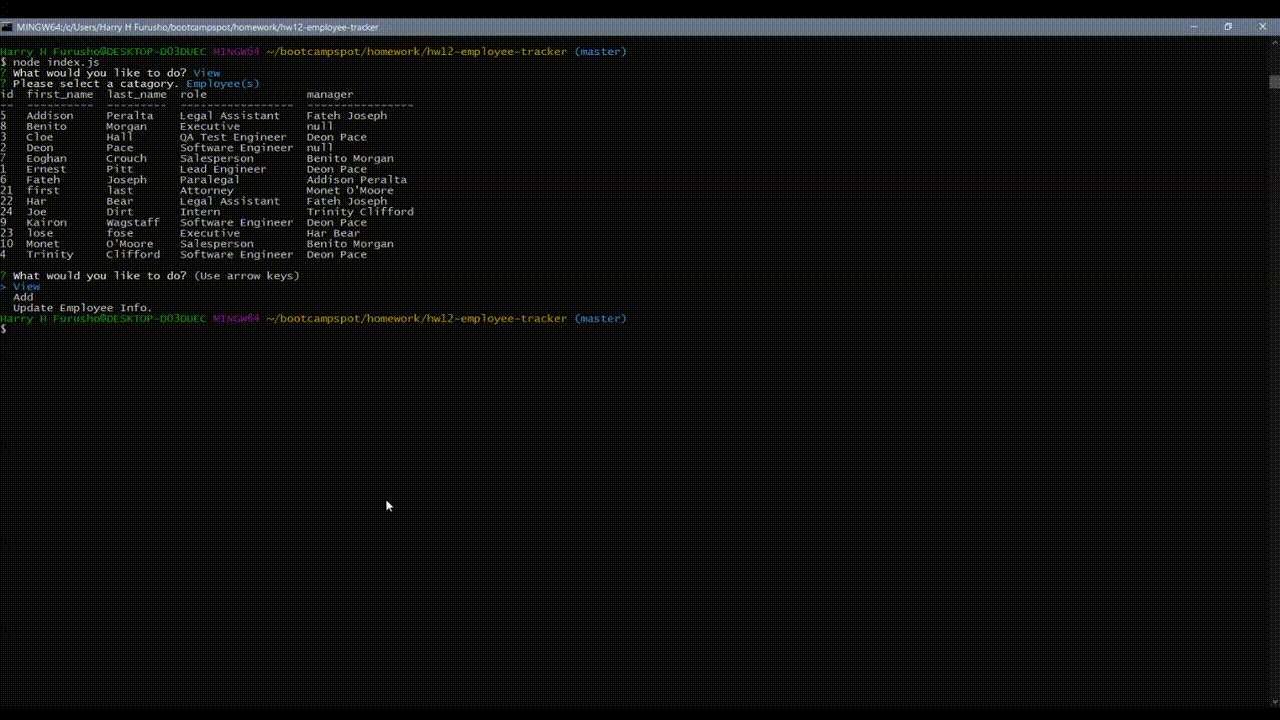 MINGW64:/c/Users/Harry H Furusho/bootcampspot/homework/hw12-employee-tracker
Harry H Furusho@DESKTOP-D03DUEC MINGW64 ~/bootcampspot/homework/hw12-employee-tracker (master)
$ node index.js
? What would you like to do? View
? Please select a catagory. Employee(s)
id  first_name  last_name  role               manager
--  ----------  ---------  -----------------  ----------------
5   Addison     Peralta    Legal Assistant    Fateh Joseph
8   Benito      Morgan     Executive          null
3   Cloe        Hall       QA Test Engineer   Deon Pace
2   Deon        Pace       Software Engineer  null
7   Eoghan      Crouch     Salesperson        Benito Morgan
1   Ernest      Pitt       Lead Engineer      Deon Pace
6   Fateh       Joseph     Paralegal          Addison Peralta
21  first       last       Attorney           Monet O'Moore
22  Har         Bear       Legal Assistant    Fateh Joseph
24  Joe         Dirt       Intern             Trinity Clifford
9   Kairon      Wagstaff   Software Engineer  Deon Pace
23  lose        fose       Executive          Har Bear
10  Monet       O'Moore    Salesperson        Benito Morgan
4   Trinity     Clifford   Software Engineer  Deon Pace
? What would you like to do? (Use arrow keys)
> View
  Add
  Update Employee Info.
Harry H Furusho@DESKTOP-D03DUEC MINGW64 ~/bootcampspot/homework/hw12-employee-tracker (master)
$